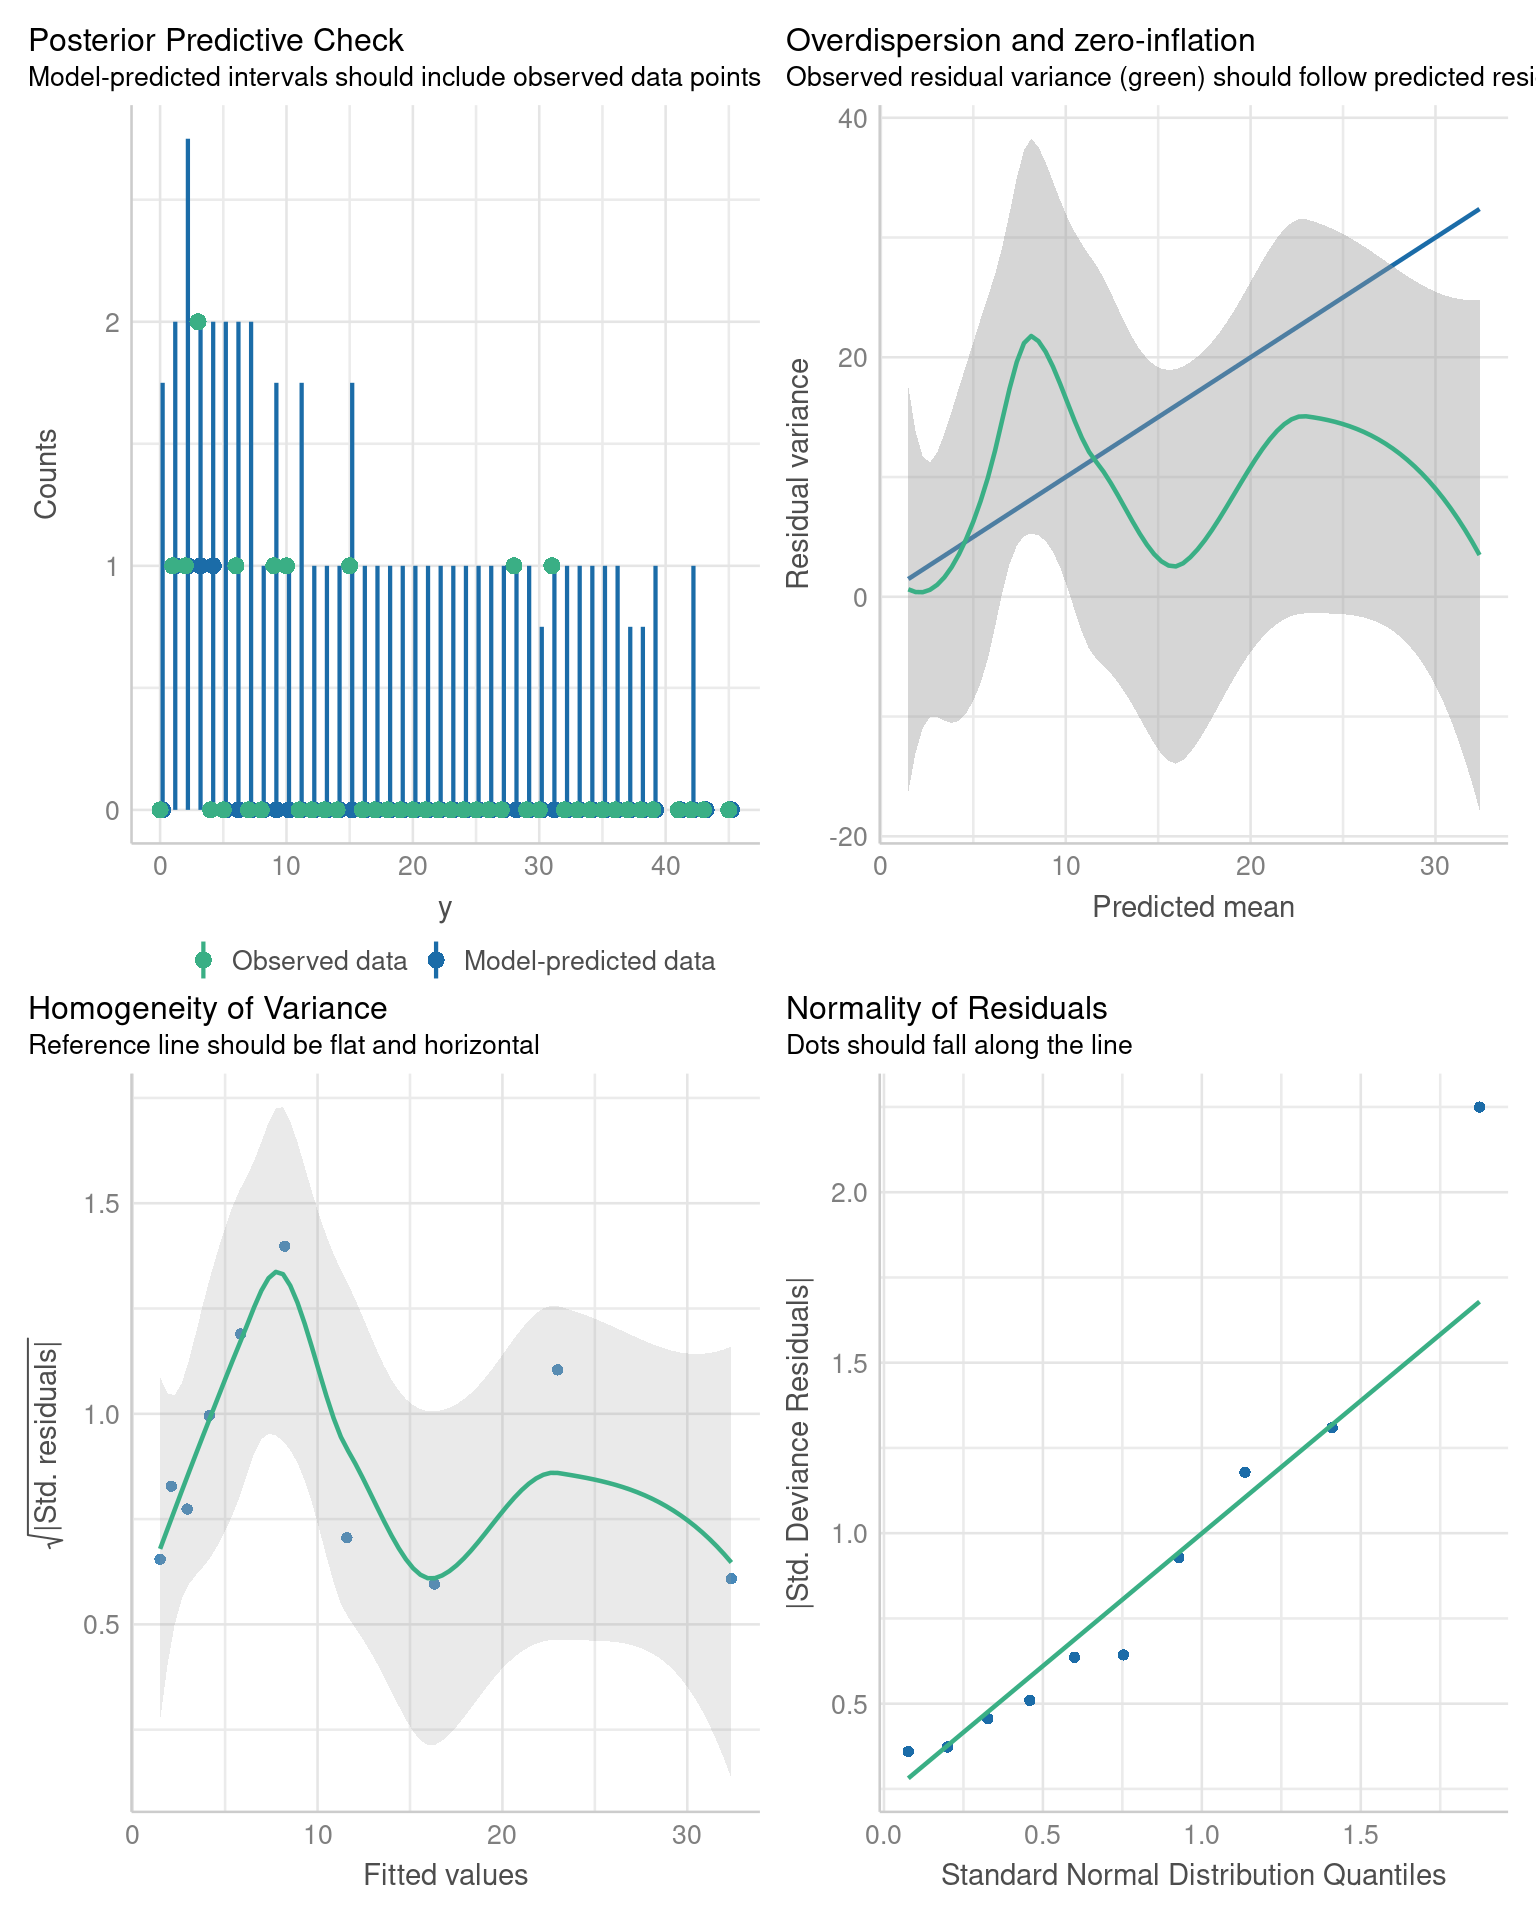 Posterior Predictive Check
Model-predicted intervals should include observed data points
Counts
2
1
0
0 10 20 30 40
y
Observed data Model-predicted data
Overdispersion and zero-inflation
Observed residual variance (green) should follow predicted resi
Residual variance
40
20
0
-20
0 10 20 30
Predicted mean
Homogeneity of Variance
Reference line should be flat and horizontal
√|Std. residuals|
1.5
1.0
0.5
0 10 20 30
Fitted values
Normality of Residuals
Dots should fall along the line
|Std. Deviance Residuals|
2.0
1.5
1.0
0.5
0.0 0.5 1.0 1.5
Standard Normal Distribution Quantiles